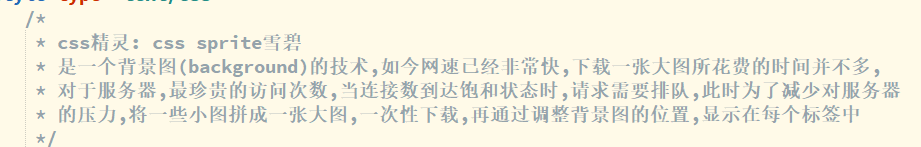 /*
* css精灵: css sprite雪碧
* 是一个背景图(background)的技术,如今网速已经非常快,下载一张大图所花费的时间并不多,
* 对于服务器,最珍贵的访问次数,当连接数到达饱和状态时,请求需要排队,此时为了减少对服务器
* 的压力,将一些小图拼成一张大图,一次性下载,再通过调整背景图的位置,显示在每个标签中
*/